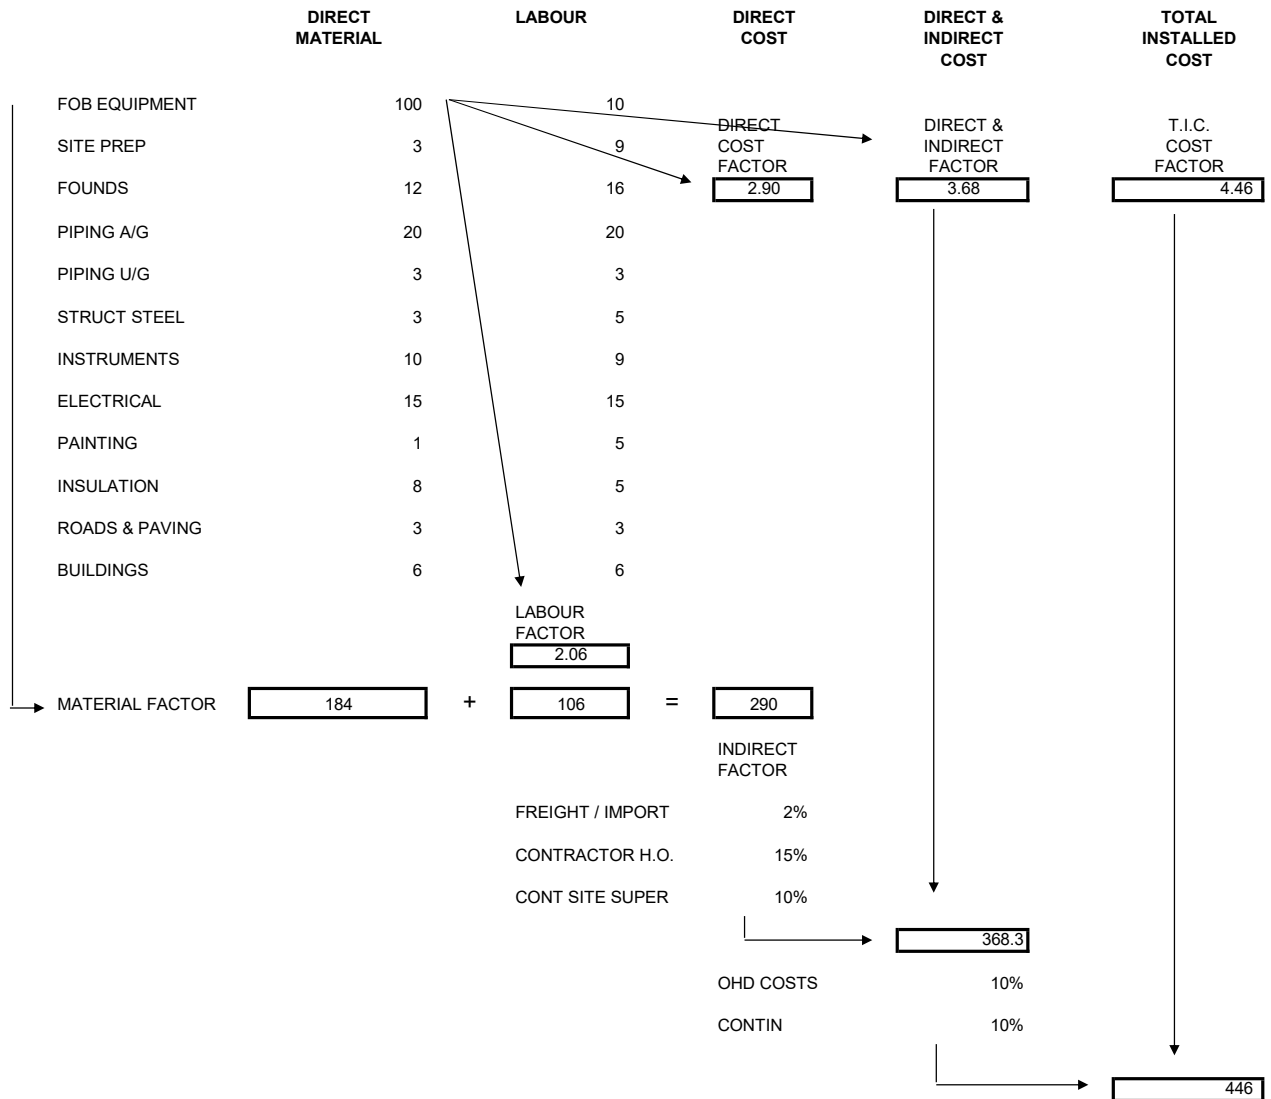 DIRECT MATERIAL LABOUR DIRECT COST DIRECT & INDIRECT COST TOTAL INSTALLED COST
FOB EQUIPMENT 100 10
DIRECT COST FACTOR DIRECT & INDIRECT FACTOR T.I.C. COST FACTOR
SITE PREP 3 9
FOUNDS 12 16 2.90 3.68 4.46
PIPING A/G 20 20
PIPING U/G 3 3
STRUCT STEEL 3 5
INSTRUMENTS 10 9
ELECTRICAL 15 15
PAINTING 1 5
INSULATION 8 5
ROADS & PAVING 3 3
BUILDINGS 6 6
LABOUR
FACTOR
2.06
MATERIAL FACTOR 184 + 106 = 290
INDIRECT
FACTOR
FREIGHT / IMPORT 2%
CONTRACTOR H.O. 15%
CONT SITE SUPER 10%
368.3
OHD COSTS 10%
CONTIN 10%
446